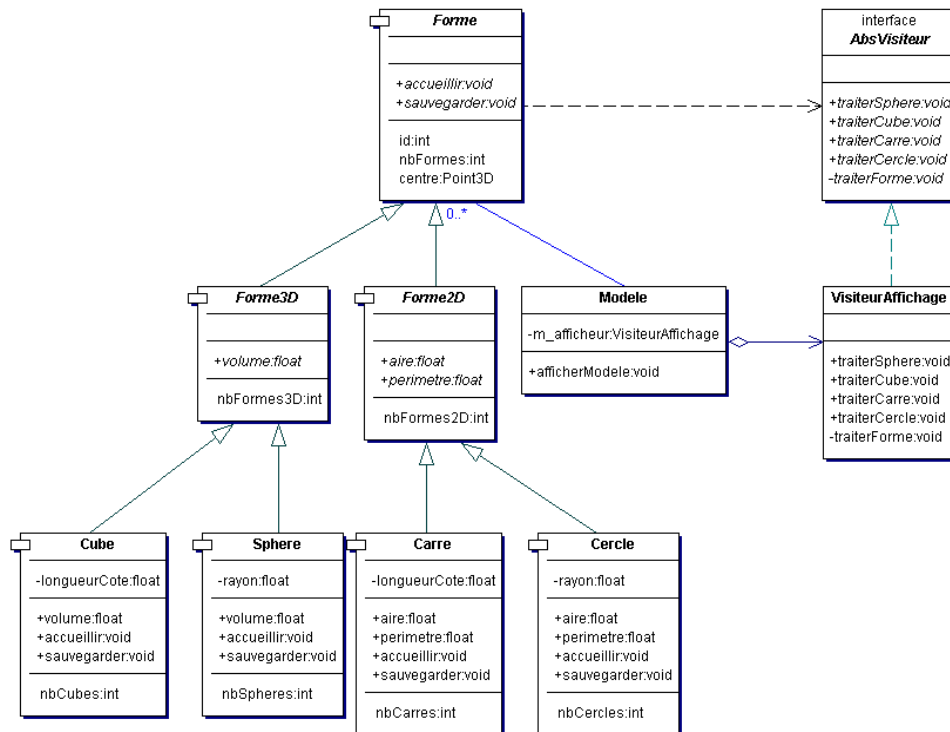 Forme
+accueillir:void
+sauvegarder:void
id:int
nbFormes:int
centre:Point3D
interface
AbsVisiteur
+traiterSphere:void
+traiterCube:void
+traiterCarre:void
+traiterCercle:void
-traiterForme:void
0..*
Forme3D
+volume:float
nbFormes3D:int
Forme2D
+aire:float
+perimetre:float
nbFormes2D:int
Modele
-m_afficheur:VisiteurAffichage
+afficherModele:void
VisiteurAffichage
+traiterSphere:void
+traiterCube:void
+traiterCarre:void
+traiterCercle:void
-traiterForme:void
Cube
-longueurCote:float
+volume:float
+accueillir:void
+sauvegarder:void
nbCubes:int
Sphere
-rayon:float
+volume:float
+accueillir:void
+sauvegarder:void
nbSpheres:int
Carre
-longueurCote:float
+aire:float
+perimetre:float
+accueillir:void
+sauvegarder:void
nbCarres:int
Cercle
-rayon:float
+aire:float
+perimetre:float
+accueillir:void
+sauvegarder:void
nbCercles:int